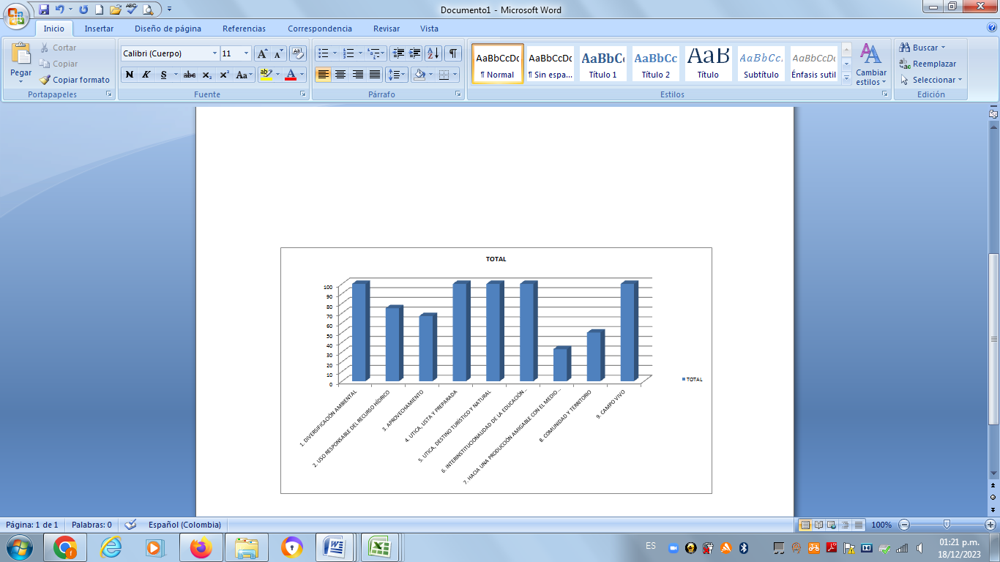 Documento1 - Microsoft Word
Inicio Insertar Diseño de página Referencias Correspondencia Revisar Vista
Pegar
Cortar
Copiar
Copiar formato
Portapapeles
Calibri (Cuerpo) 11
N K S abc x₂ x² Aa
Fuente
Párrafo
AaBbCcDc AaBbCcDc AaBbCc AaBbCc AaB AaBbCc. AaBbCcDc
¶ Normal ¶ Sin espa... Título 1 Título 2 Título Subtítulo Énfasis sutil
Cambiar estilos
Estilos
Buscar
Reemplazar
Seleccionar
Edición
TOTAL
100
90
80
70
60
50
40
30
20
10
0
1. DIVERSIFICACIÓN AMBIENTAL
2. USO RESPONSABLE DEL RECURSO HÍDRICO
3. APROVECHAMIENTO
4. UTICA, LISTA Y PREPARADA
5. UTICA, DESTINO TURÍSTICO Y NATURAL
6. INTERINSTITUCIONALIDAD DE LA EDUCACIÓN...
7. HACIA UNA PRODUCCIÓN AMIGABLE CON EL MEDIO...
8. COMUNIDAD Y TERRITORIO
9. CAMPO VIVO
TOTAL
Página: 1 de 1 Palabras: 0 Español (Colombia) 100%
ES
01:21 p.m.
18/12/2023